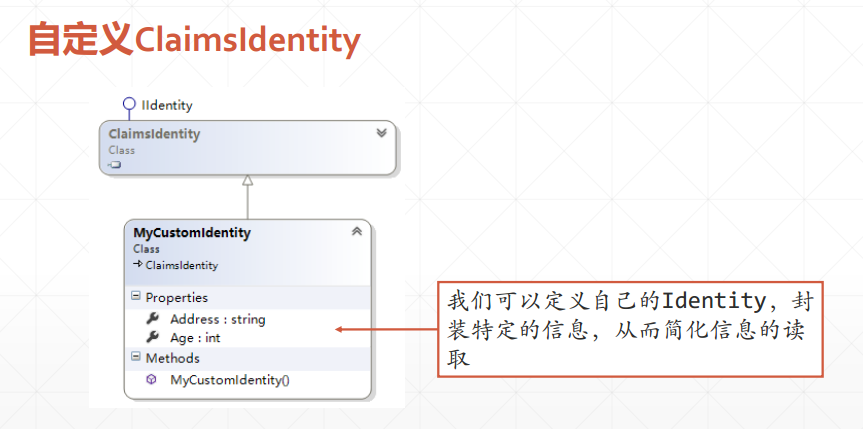 自定义ClaimsIdentity
IIdentity
ClaimsIdentity
Class
MyCustomIdentity
Class
ClaimsIdentity
Properties
Address : string
Age : int
Methods
MyCustomIdentity()
我们可以定义自己的Identity，封
装特定的信息，从而简化信息的读
取